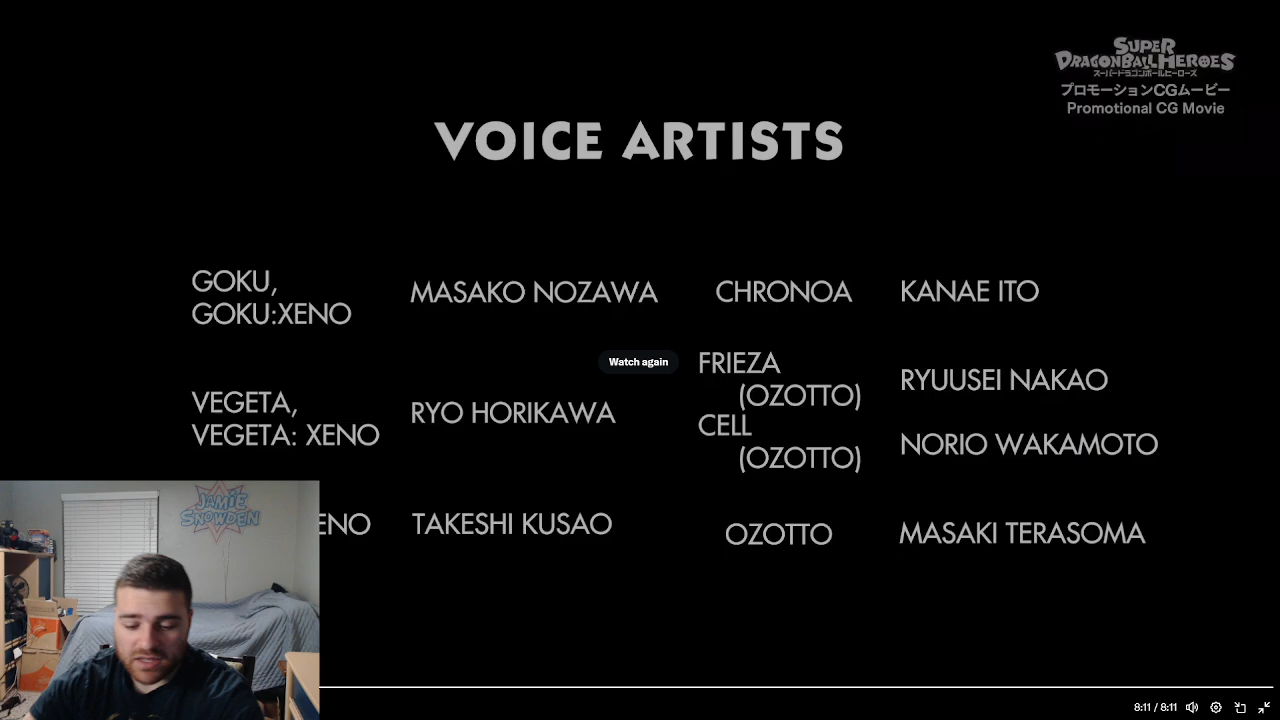 SUPER
DRAGONBALL HEROES
スーパードラゴンボールヒーローズ
プロモーションCGムービー
Promotional CG Movie
VOICE ARTISTS
GOKU,
GOKU:XENO
MASAKO NOZAWA
CHRONOA
KANAE ITO
Watch again
FRIEZA
(OZOTTO)
RYUUSEI NAKAO
VEGETA,
VEGETA: XENO
RYO HORIKAWA
CELL
(OZOTTO)
NORIO WAKAMOTO
ENO
TAKESHI KUSAO
OZOTTO
MASAKI TERASOMA
JAMIE
SNOWDEN
8:11 / 8:11